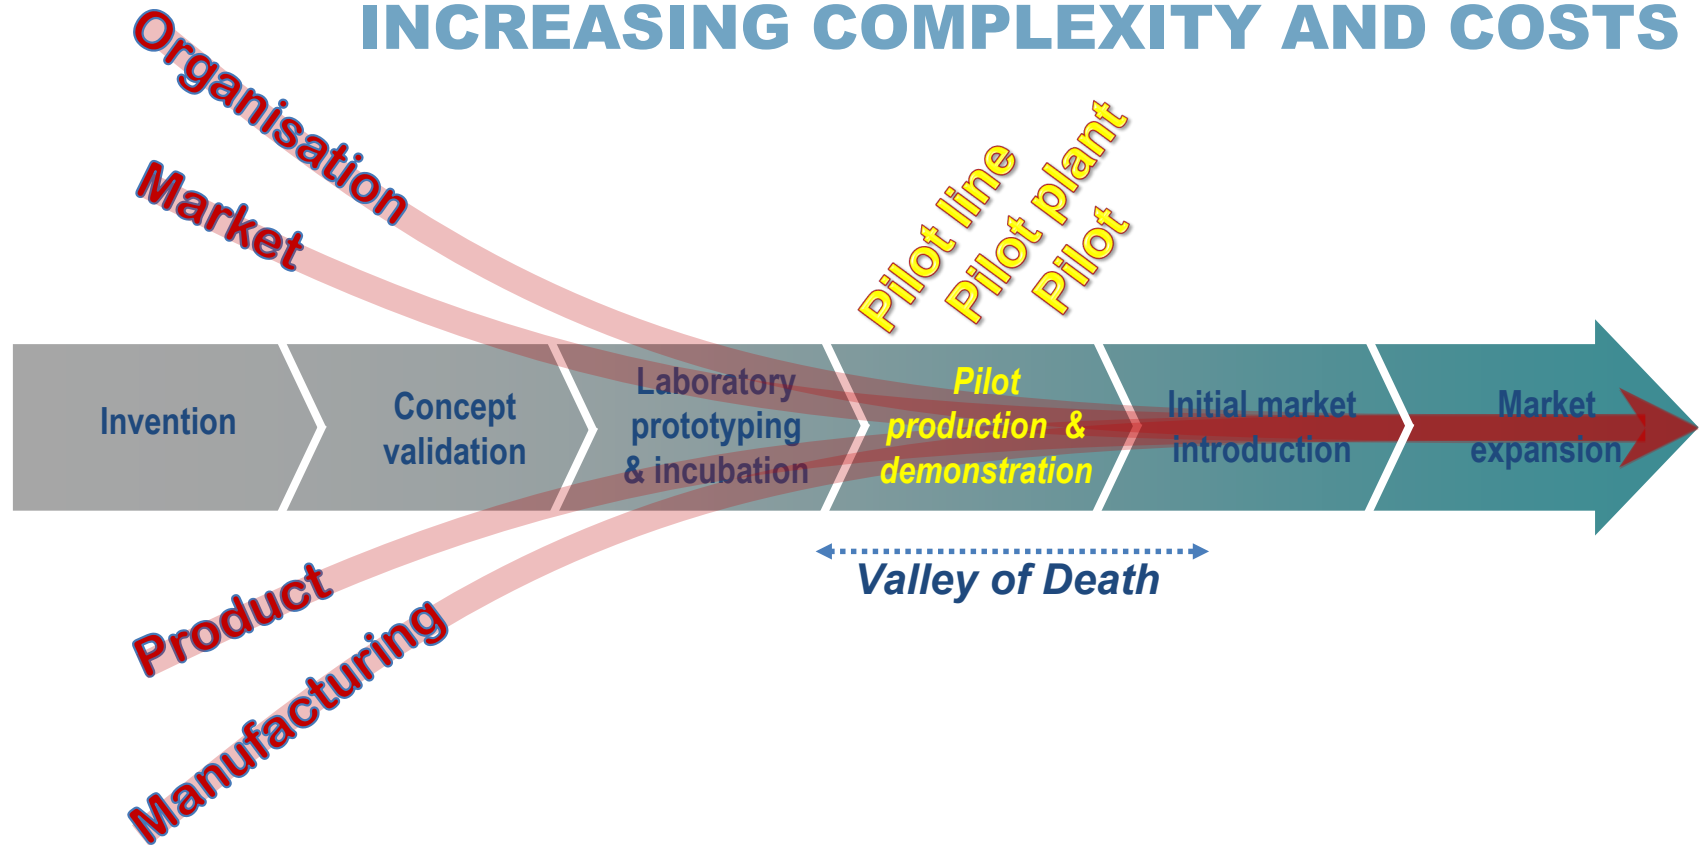 INCREASING COMPLEXITY AND COSTS
Organisation
Market
Pilot line
Pilot plant
Pilot
Invention
Concept
validation
Laboratory
prototyping
& incubation
Pilot
production &
demonstration
Initial market
introduction
Market
expansion
Valley of Death
Product
Manufacturing